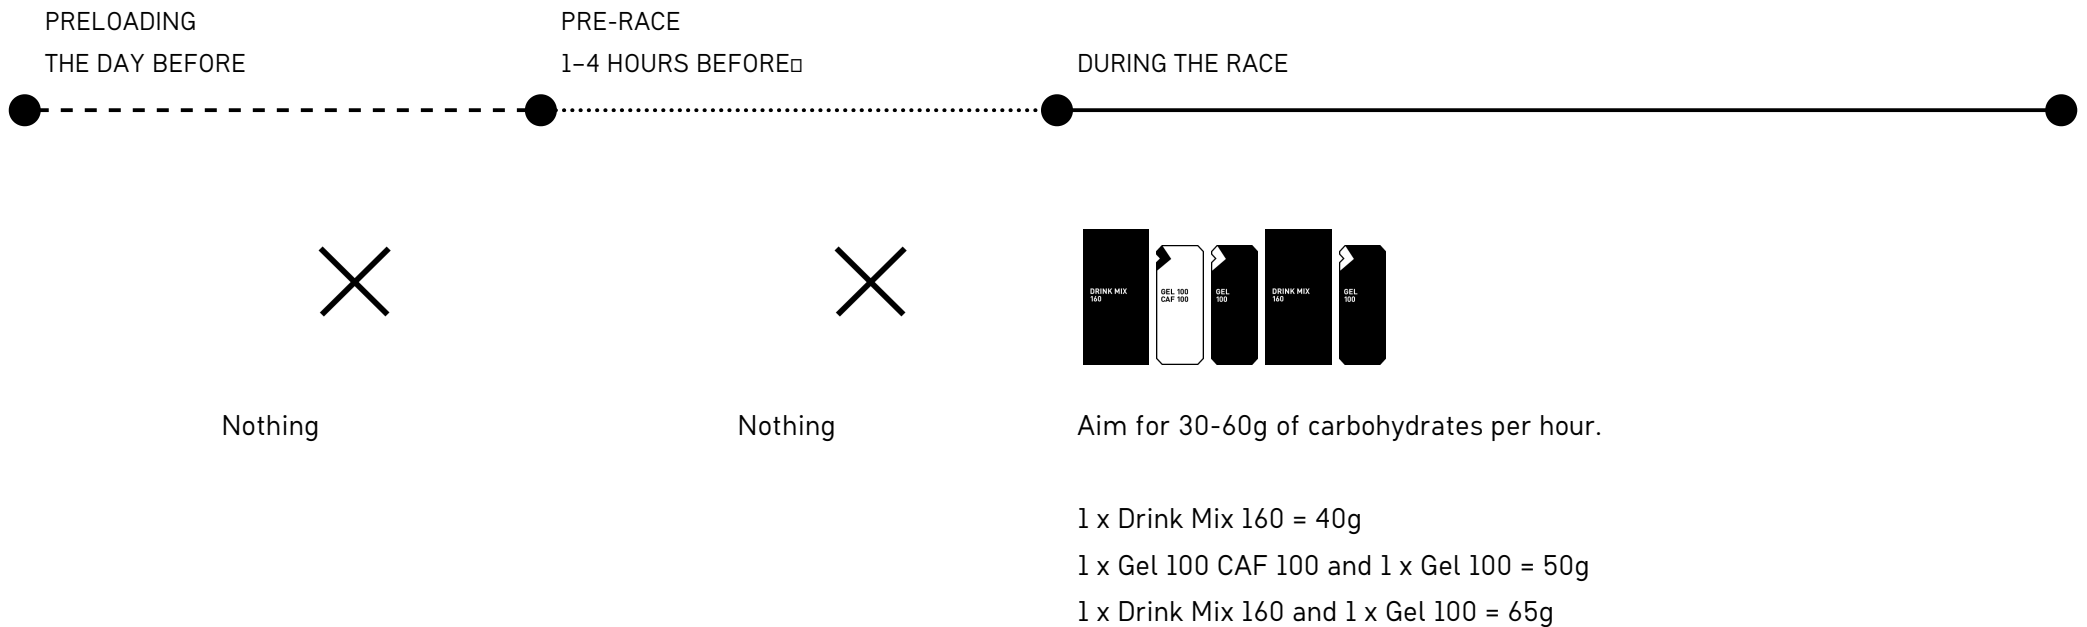 PRELOADING
THE DAY BEFORE
PRE-RACE
1–4 HOURS BEFORE▯
DURING THE RACE
DRINK MIX
160
GEL 100
CAF 100
GEL
100
DRINK MIX
160
GEL
100
Nothing
Nothing
Aim for 30-60g of carbohydrates per hour.
1 x Drink Mix 160 = 40g
1 x Gel 100 CAF 100 and 1 x Gel 100 = 50g
1 x Drink Mix 160 and 1 x Gel 100 = 65g